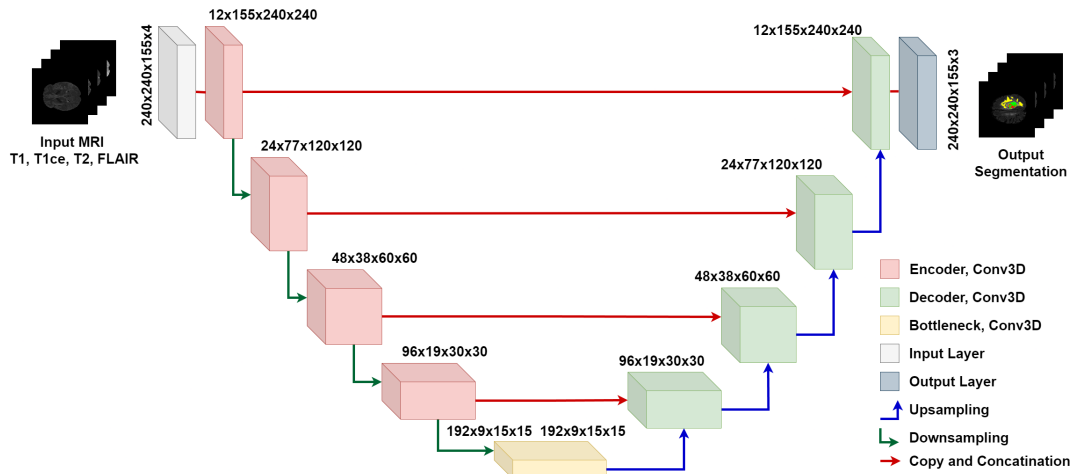 12x155x240x240
240x240x155x4
Input MRI
T1, T1ce, T2, FLAIR
24x77x120x120
48x38x60x60
96x19x30x30
192x9x15x15
192x9x15x15
96x19x30x30
48x38x60x60
24x77x120x120
12x155x240x240
240x240x155x3
Output
Segmentation
Encoder, Conv3D
Decoder, Conv3D
Bottleneck, Conv3D
Input Layer
Output Layer
Upsampling
Downsampling
Copy and Concatination